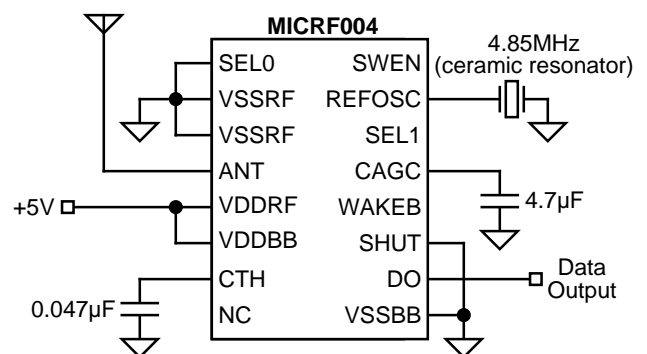 MICRF004
4.85MHz
(ceramic resonator)
SEL0
SWEN
VSSRF
REFOSC
VSSRF
SEL1
ANT
CAGC
+5V
VDDRF
WAKEB
4.7µF
VDDBB
SHUT
CTH
DO
Data
Output
0.047µF
NC
VSSBB